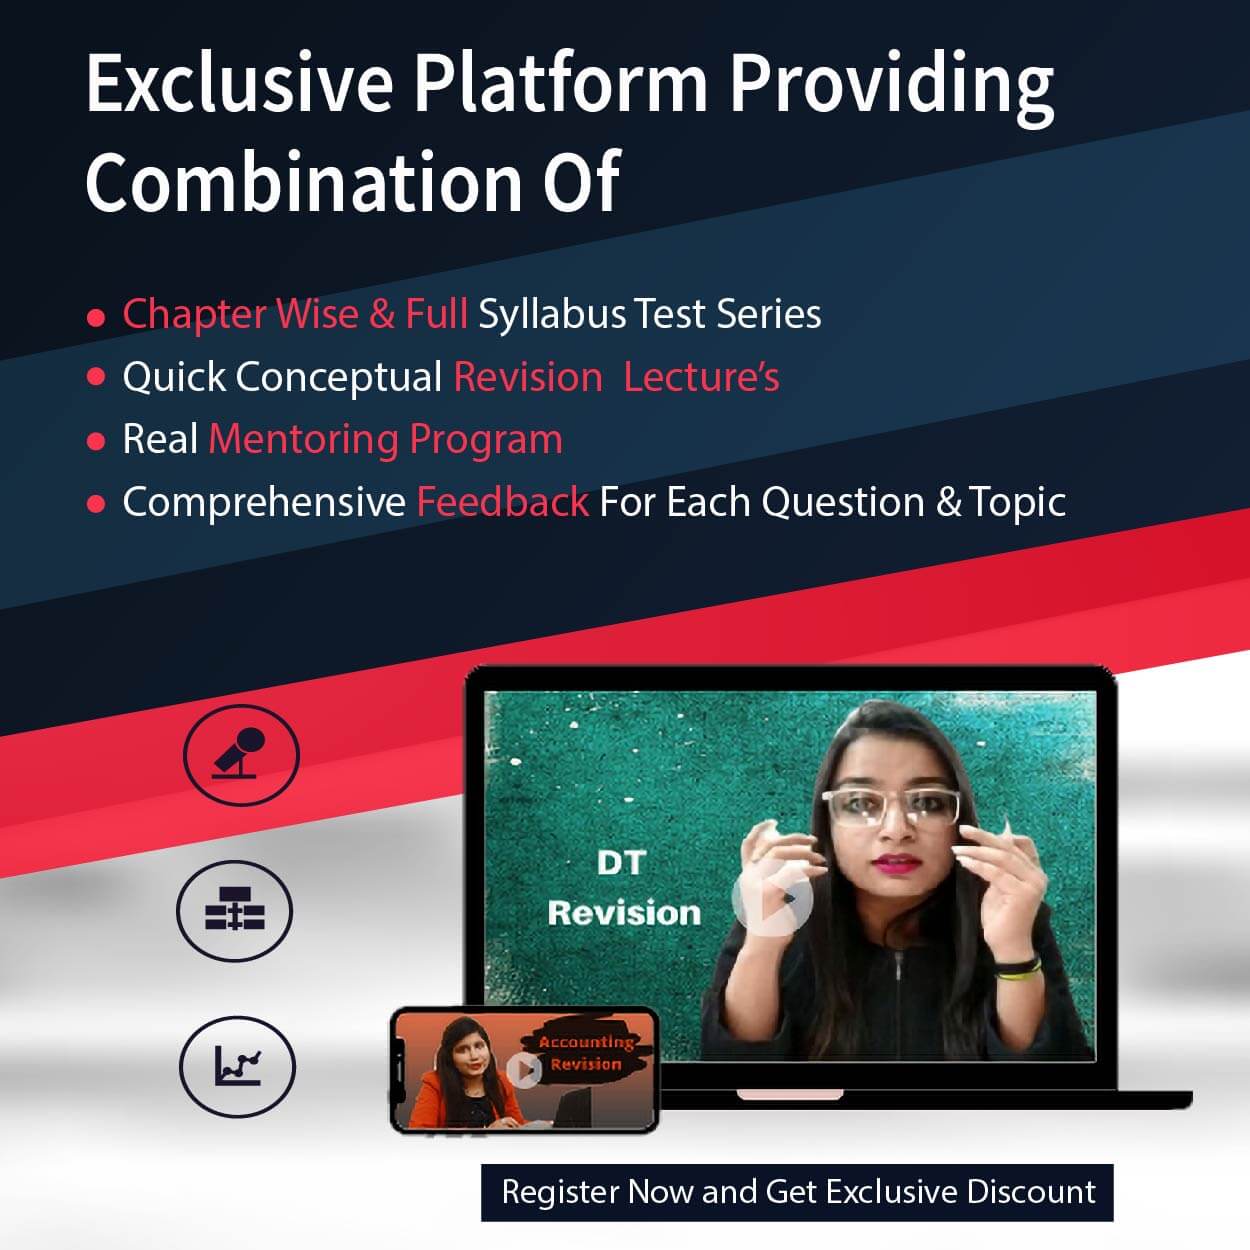 Exclusive Platform Providing
Combination Of
Chapter Wise & Full Syllabus Test Series
Quick Conceptual Revision Lecture's
Real Mentoring Program
Comprehensive Feedback For Each Question & Topic
DT
Revision
Accounting
Revision
Register Now and Get Exclusive Discount